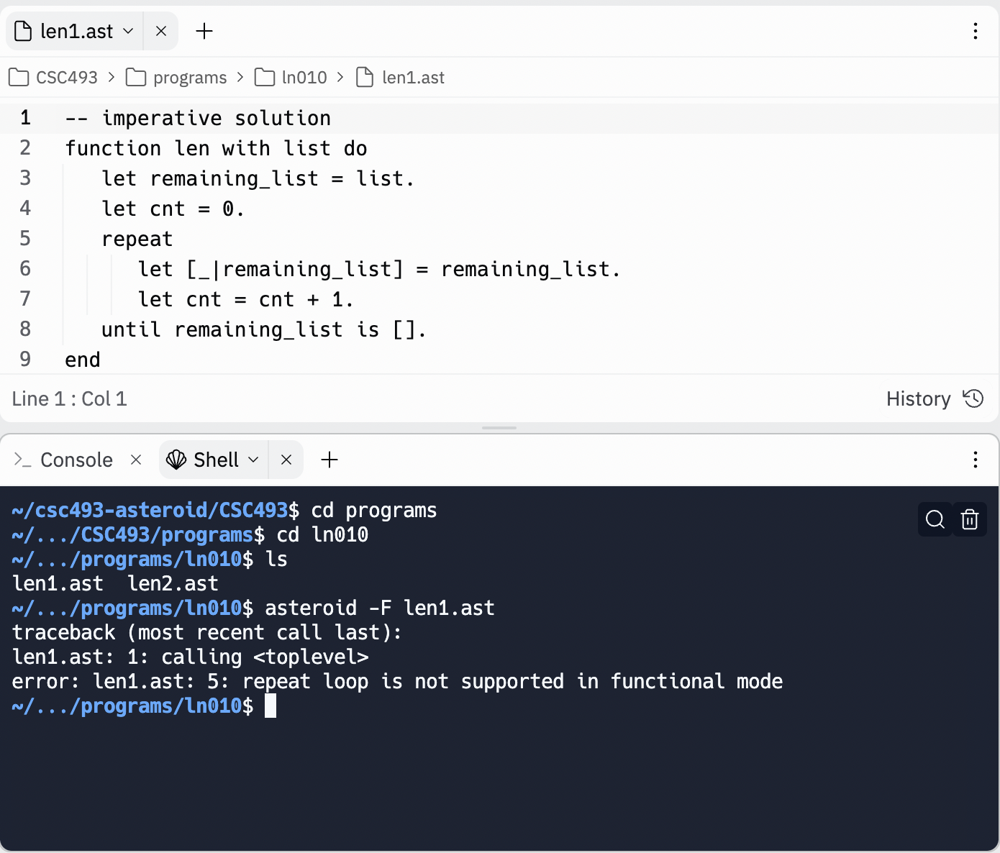 len1.ast
CSC493 > programs > ln010 > len1.ast
1 -- imperative solution
2 function len with list do
3    let remaining_list = list.
4    let cnt = 0.
5    repeat
6       let [_|remaining_list] = remaining_list.
7       let cnt = cnt + 1.
8    until remaining_list is [].
9 end
Line 1 : Col 1 History
>_ Console Shell
~/csc493-asteroid/CSC493$ cd programs
~/.../CSC493/programs$ cd ln010
~/.../programs/ln010$ ls
len1.ast  len2.ast
~/.../programs/ln010$ asteroid -F len1.ast
traceback (most recent call last):
len1.ast: 1: calling <toplevel>
error: len1.ast: 5: repeat loop is not supported in functional mode
~/.../programs/ln010$